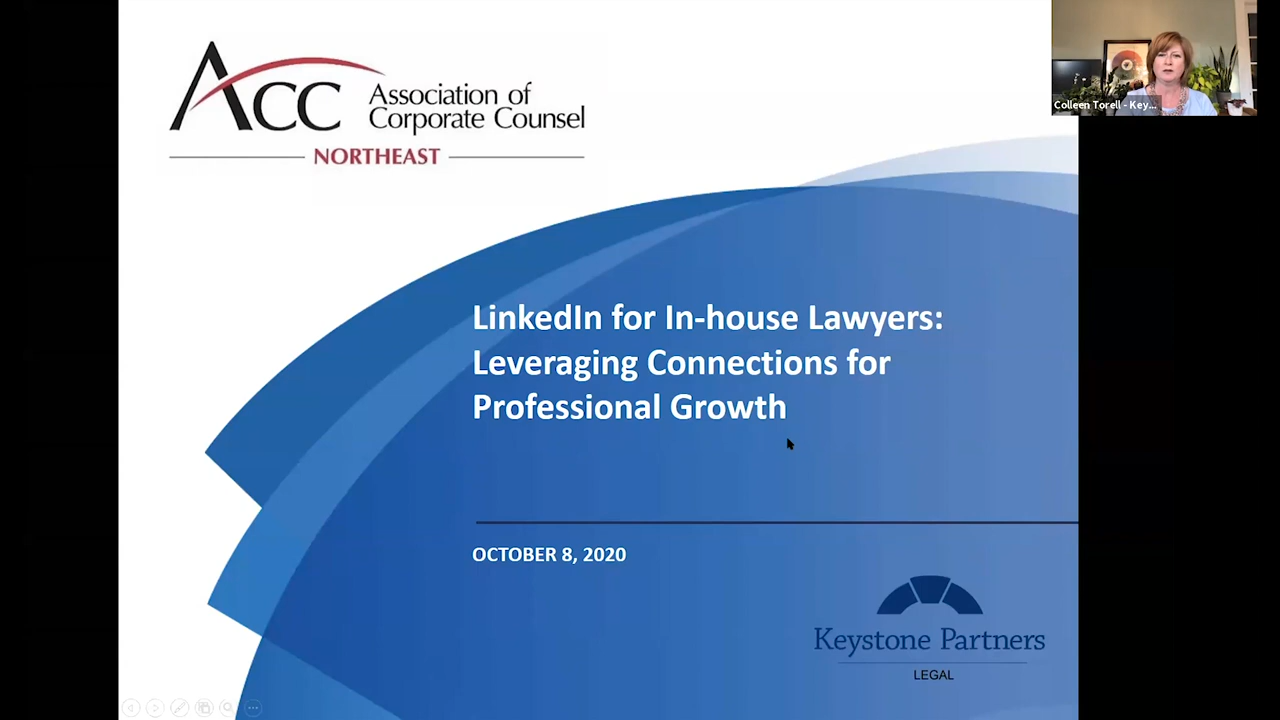 ACC Association of
Corporate Counsel
NORTHEAST
Colleen Torell - Key...
LinkedIn for In-house Lawyers:
Leveraging Connections for
Professional Growth
OCTOBER 8, 2020
Keystone Partners
LEGAL